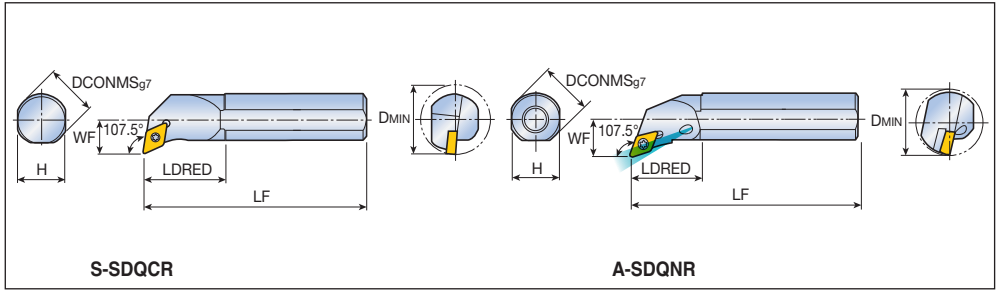 DCONMSg7
107.5°
WF
H
LDRED
LF
DMIN
S-SDQCR
DCONMSg7
107.5°
WF
H
LDRED
LF
DMIN
A-SDQNR